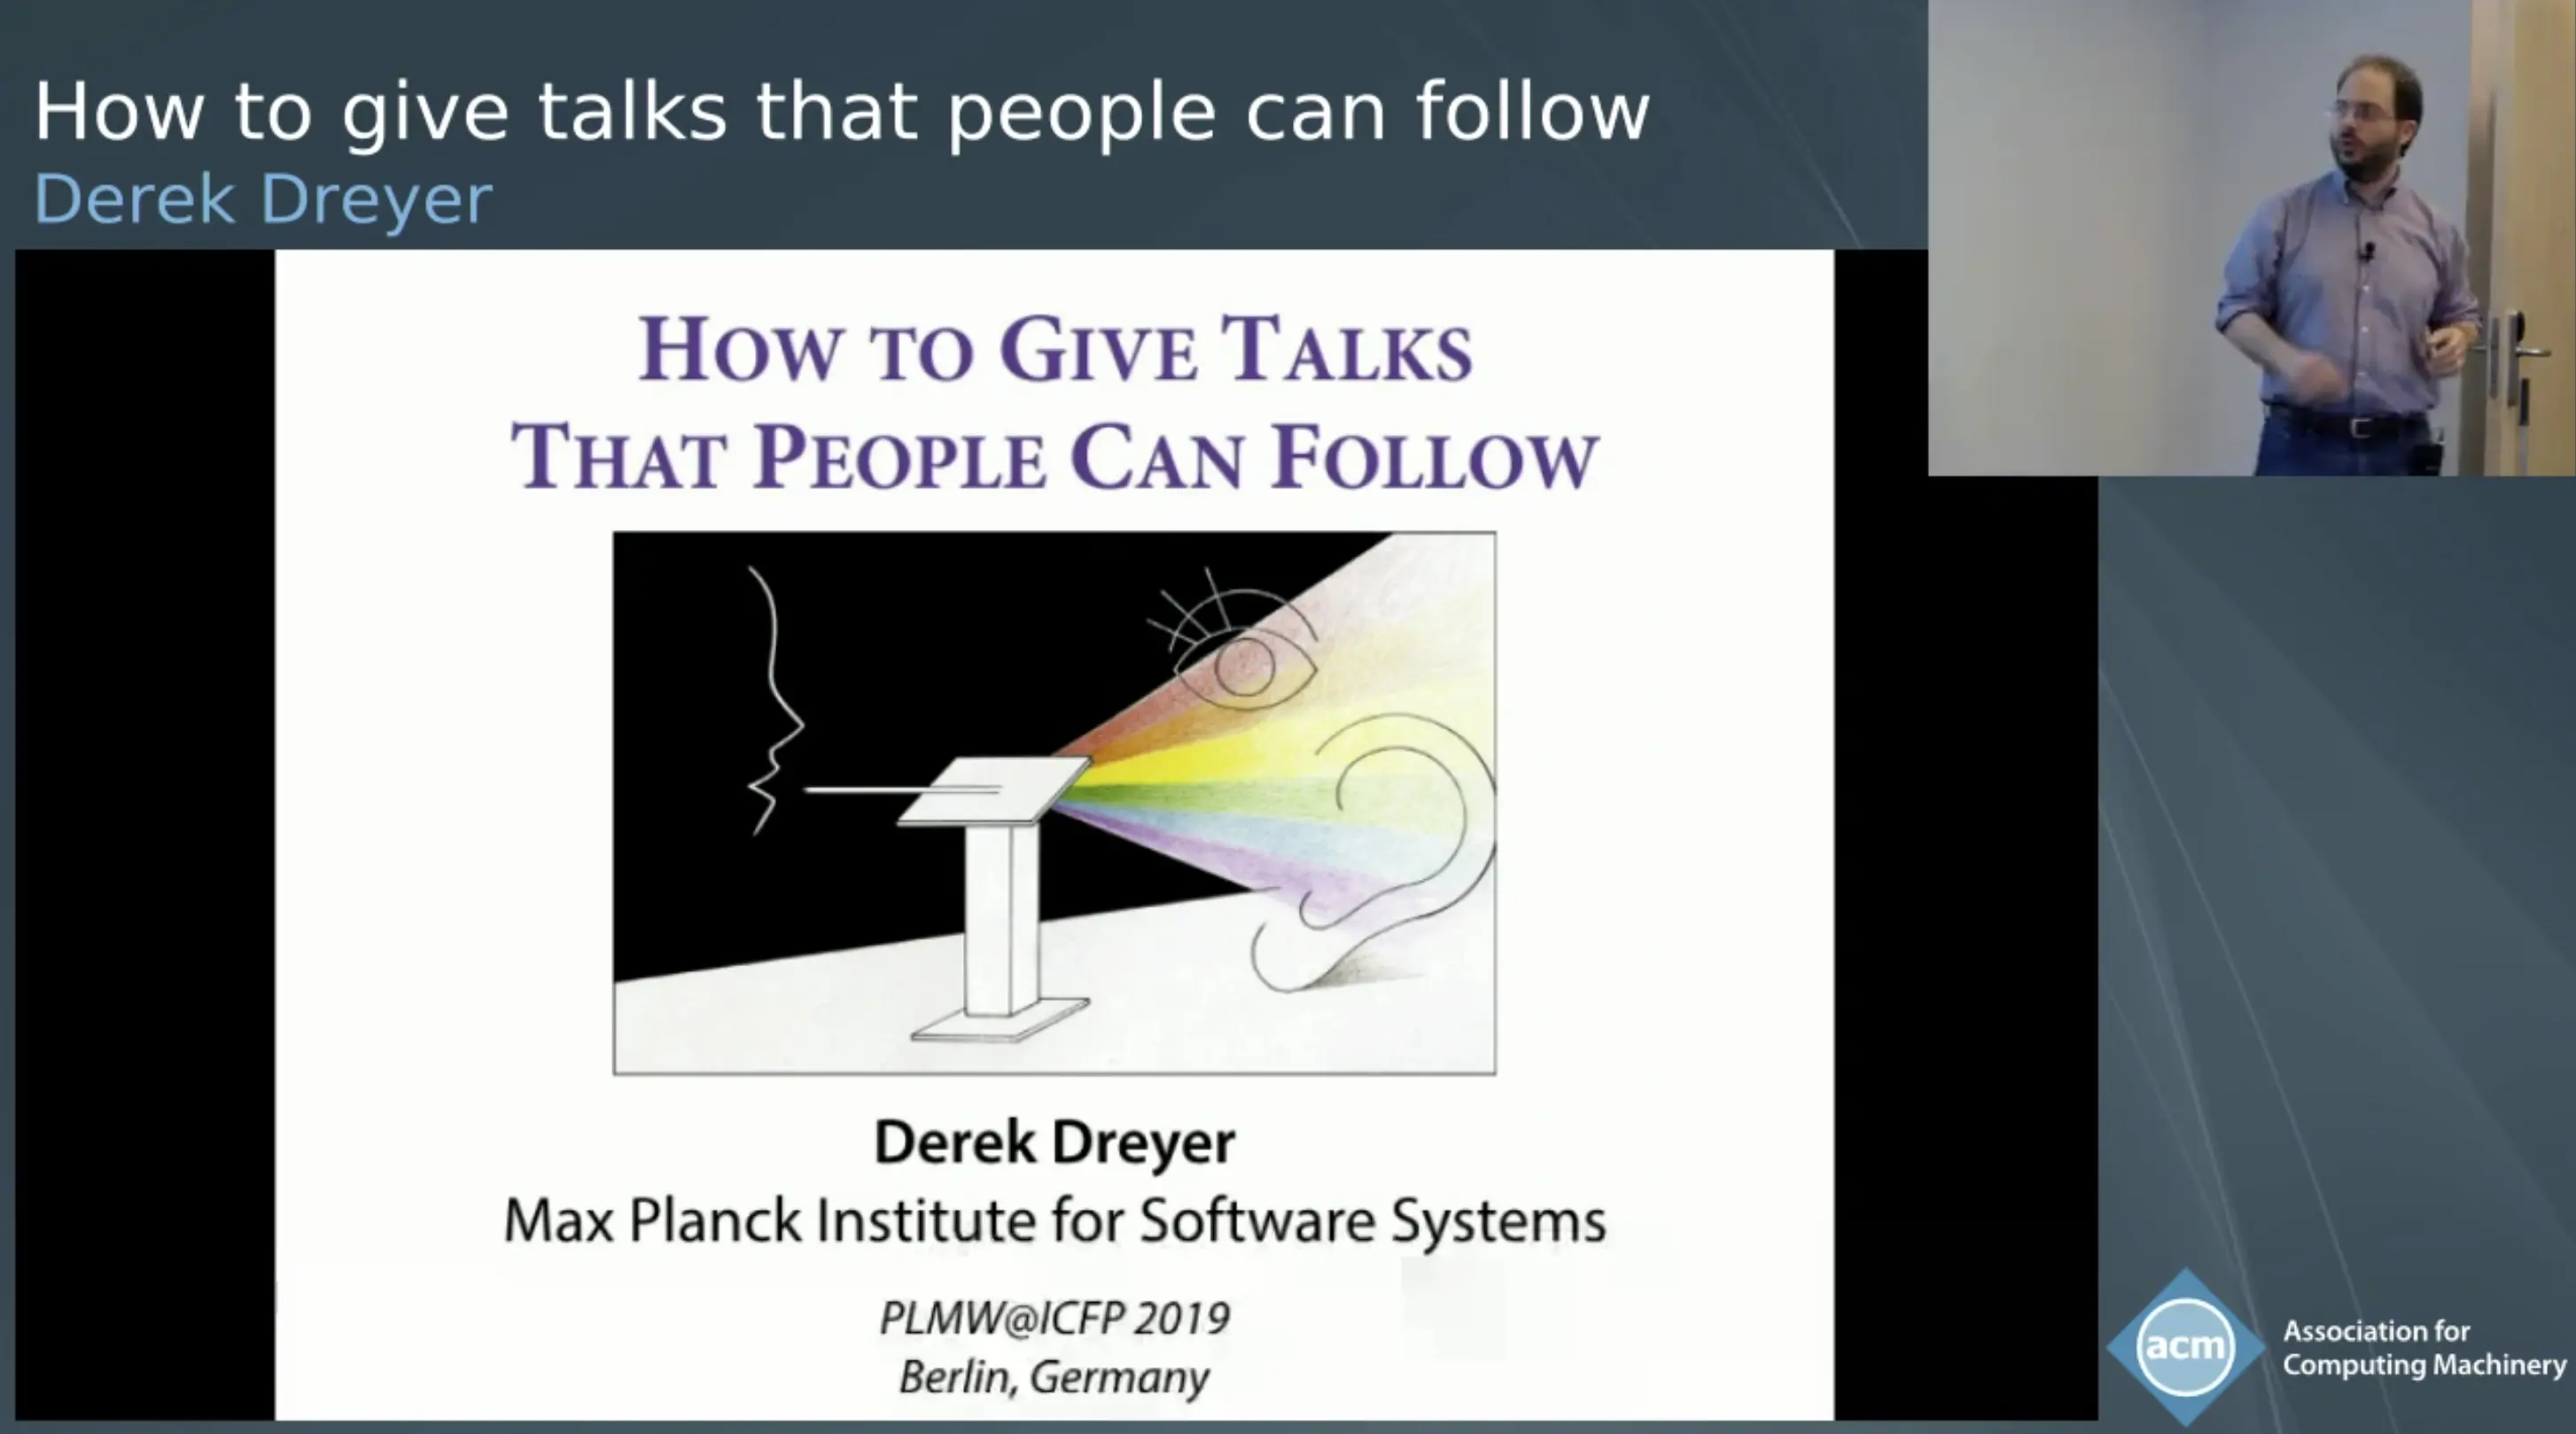 How to give talks that people can follow
Derek Dreyer
HOW TO GIVE TALKS
THAT PEOPLE CAN FOLLOW
Derek Dreyer
Max Planck Institute for Software Systems
PLMW@ICFP 2019
Berlin, Germany
acm
Association for
Computing Machinery